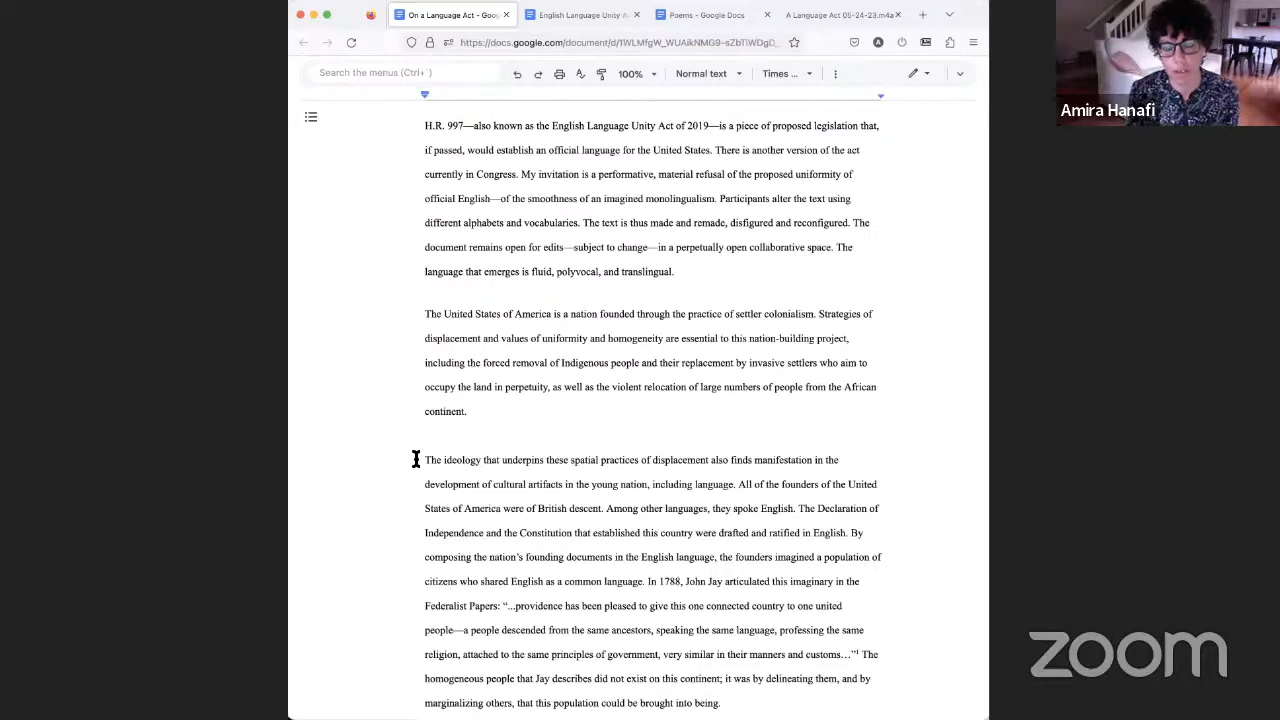 On a Language Act - Goog
English Language Unity A
Poems - Google Docs
A Language Act 05-24-23.m4a
https://docs.google.com/document/d/1WLMfgW_WUAikNMG9-sZbTlWDgD_
Search the menus (Ctrl+`)
100%
Normal text
Times ...
H.R. 997—also known as the English Language Unity Act of 2019—is a piece of proposed legislation that,
if passed, would establish an official language for the United States. There is another version of the act
currently in Congress. My invitation is a performative, material refusal of the proposed uniformity of
official English—of the smoothness of an imagined monolingualism. Participants alter the text using
different alphabets and vocabularies. The text is thus made and remade, disfigured and reconfigured. The
document remains open for edits—subject to change—in a perpetually open collaborative space. The
language that emerges is fluid, polyvocal, and translingual.
The United States of America is a nation founded through the practice of settler colonialism. Strategies of
displacement and values of uniformity and homogeneity are essential to this nation-building project,
including the forced removal of Indigenous people and their replacement by invasive settlers who aim to
occupy the land in perpetuity, as well as the violent relocation of large numbers of people from the African
continent.
The ideology that underpins these spatial practices of displacement also finds manifestation in the
development of cultural artifacts in the young nation, including language. All of the founders of the United
States of America were of British descent. Among other languages, they spoke English. The Declaration of
Independence and the Constitution that established this country were drafted and ratified in English. By
composing the nation's founding documents in the English language, the founders imagined a population of
citizens who shared English as a common language. In 1788, John Jay articulated this imaginary in the
Federalist Papers: “...providence has been pleased to give this one connected country to one united
people—a people descended from the same ancestors, speaking the same language, professing the same
religion, attached to the same principles of government, very similar in their manners and customs…”¹ The
homogeneous people that Jay describes did not exist on this continent; it was by delineating them, and by
marginalizing others, that this population could be brought into being.
Amira Hanafi
zoom